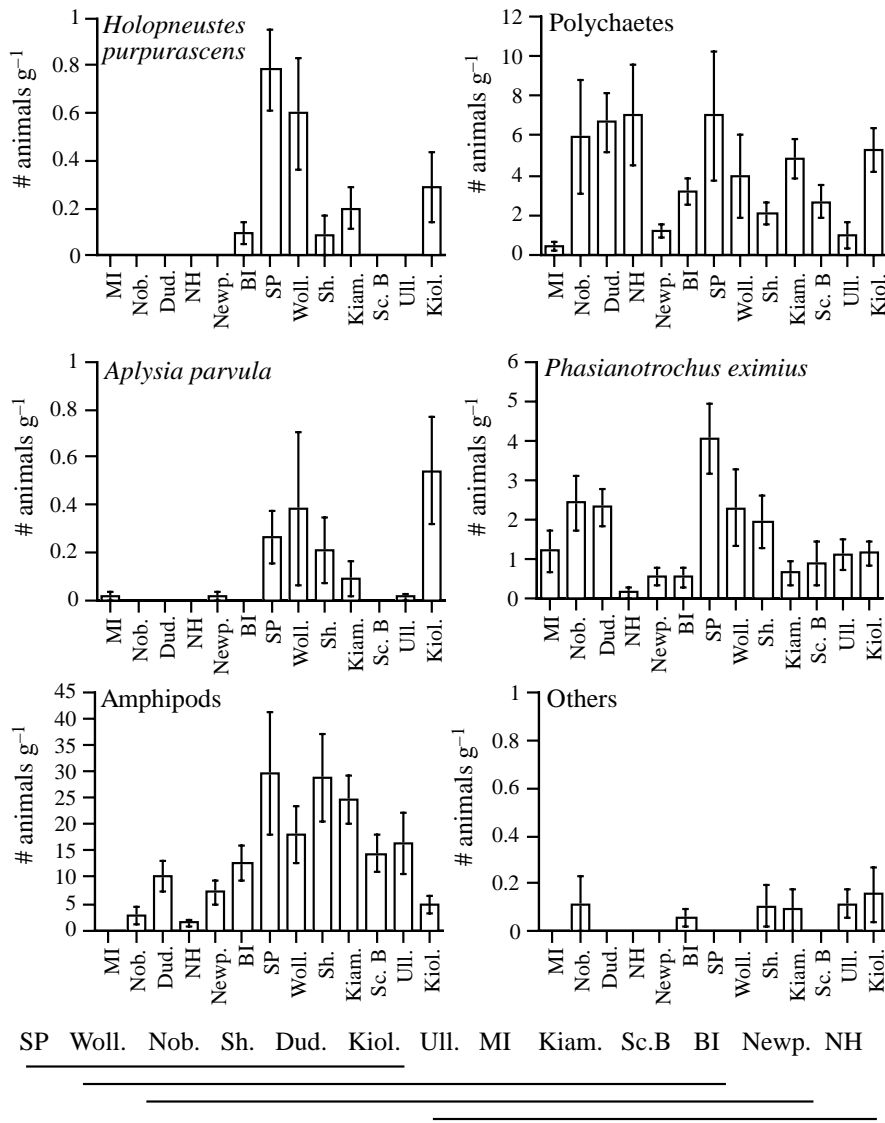 Holopneustes
purpurascens
# animals g⁻¹
1
0.8
0.6
0.4
0.2
0
MI Nob. Dud. NH Newp. BI SP Woll. Sh. Kiam. Sc. B Ull. Kiol.
Polychaetes
# animals g⁻¹
12
10
8
6
4
2
0
MI Nob. Dud. NH Newp. BI SP Woll. Sh. Kiam. Sc. B Ull. Kiol.
Aplysia parvula
# animals g⁻¹
1
0.8
0.6
0.4
0.2
0
MI Nob. Dud. NH Newp. BI SP Woll. Sh. Kiam. Sc. B Ull. Kiol.
Phasianotrochus eximius
# animals g⁻¹
6
5
4
3
2
1
0
MI Nob. Dud. NH Newp. BI SP Woll. Sh. Kiam. Sc. B Ull. Kiol.
Amphipods
# animals g⁻¹
45
40
35
30
25
20
15
10
5
0
MI Nob. Dud. NH Newp. BI SP Woll. Sh. Kiam. Sc. B Ull. Kiol.
Others
# animals g⁻¹
1
0.8
0.6
0.4
0.2
0
MI Nob. Dud. NH Newp. BI SP Woll. Sh. Kiam. Sc. B Ull. Kiol.
SP Woll. Nob. Sh. Dud. Kiol. Ull. MI Kiam. Sc.B BI Newp. NH